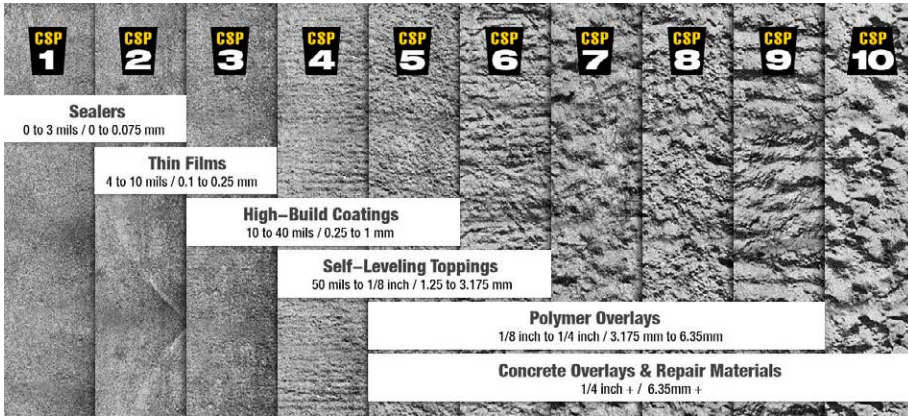 CSP 1
CSP 2
CSP 3
CSP 4
CSP 5
CSP 6
CSP 7
CSP 8
CSP 9
CSP 10
Sealers
0 to 3 mils / 0 to 0.075 mm
Thin Films
4 to 10 mils / 0.1 to 0.25 mm
High-Build Coatings
10 to 40 mils / 0.25 to 1 mm
Self-Leveling Toppings
50 mils to 1/8 inch / 1.25 to 3.175 mm
Polymer Overlays
1/8 inch to 1/4 inch / 3.175 mm to 6.35mm
Concrete Overlays & Repair Materials
1/4 inch + / 6.35mm +